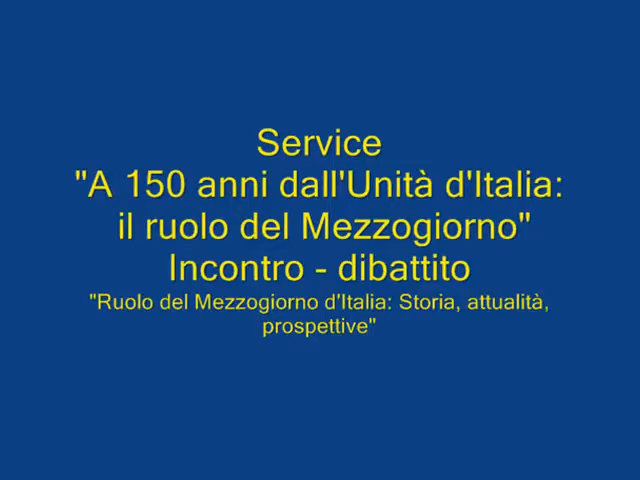 Service
"A 150 anni dall'Unità d'Italia:
il ruolo del Mezzogiorno"
Incontro - dibattito
"Ruolo del Mezzogiorno d'Italia: Storia, attualità,
prospettive"